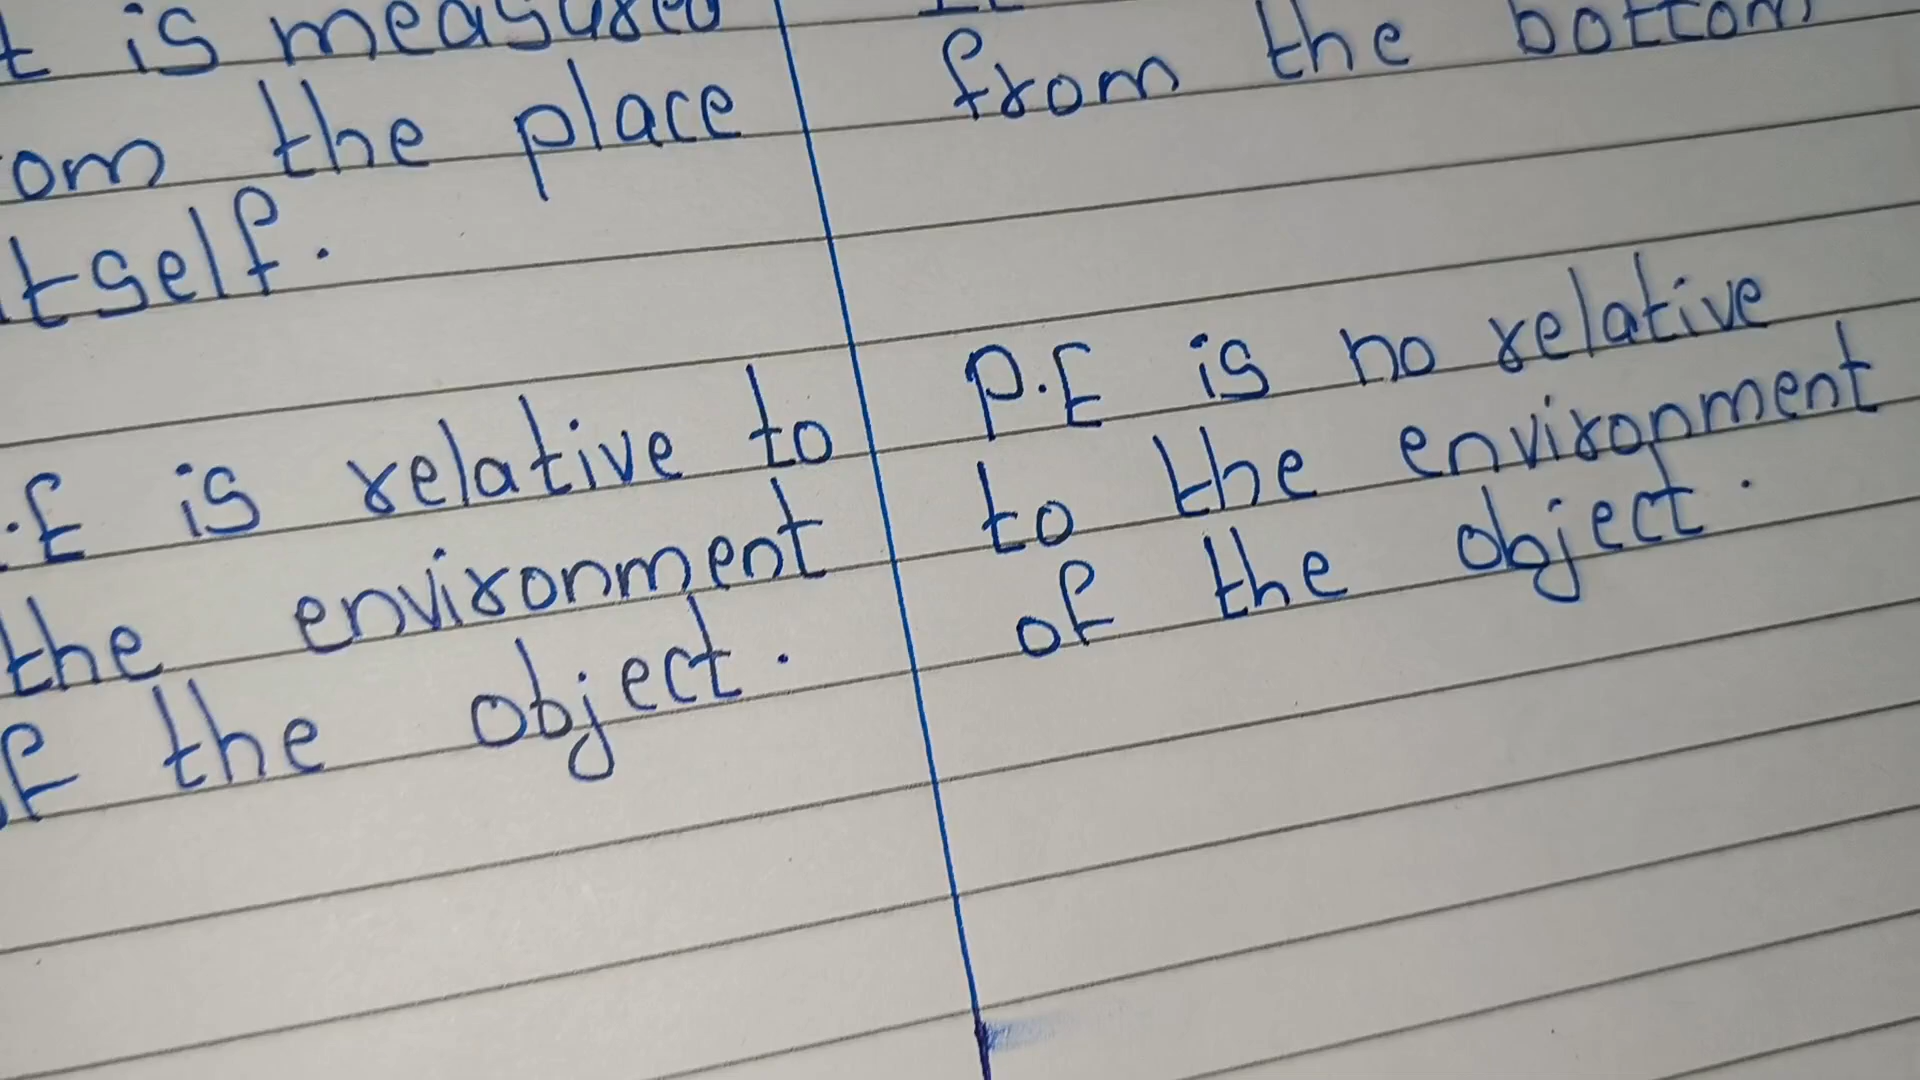 t is measured
om the place
tself.
.E is relative to
the environment
f the object.
from the bottom
P.E is no relative
to the environment
of the object.